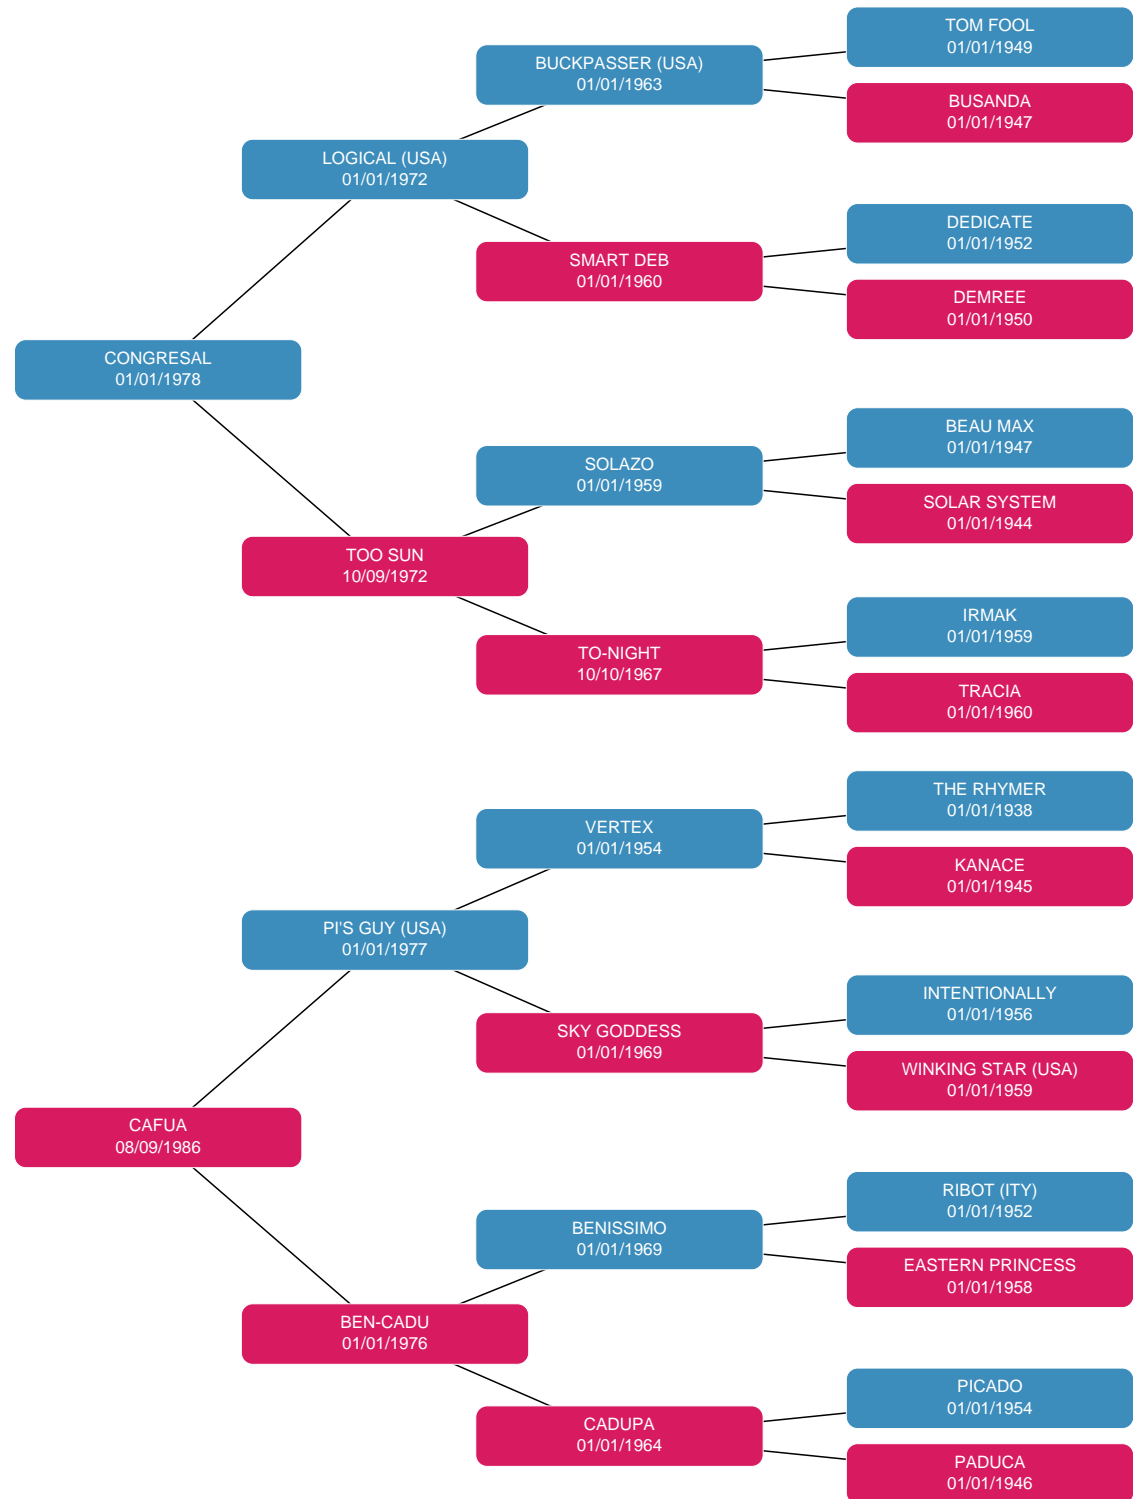 TOM FOOL
01/01/1949
BUCKPASSER (USA)
01/01/1963
BUSANDA
01/01/1947
LOGICAL (USA)
01/01/1972
DEDICATE
01/01/1952
SMART DEB
01/01/1960
DEMREE
01/01/1950
CONGRESAL
01/01/1978
BEAU MAX
01/01/1947
SOLAZO
01/01/1959
SOLAR SYSTEM
01/01/1944
TOO SUN
10/09/1972
IRMAK
01/01/1959
TO-NIGHT
10/10/1967
TRACIA
01/01/1960
THE RHYMER
01/01/1938
VERTEX
01/01/1954
KANACE
01/01/1945
PI'S GUY (USA)
01/01/1977
INTENTIONALLY
01/01/1956
SKY GODDESS
01/01/1969
WINKING STAR (USA)
01/01/1959
CAFUA
08/09/1986
RIBOT (ITY)
01/01/1952
BENISSIMO
01/01/1969
EASTERN PRINCESS
01/01/1958
BEN-CADU
01/01/1976
PICADO
01/01/1954
CADUPA
01/01/1964
PADUCA
01/01/1946